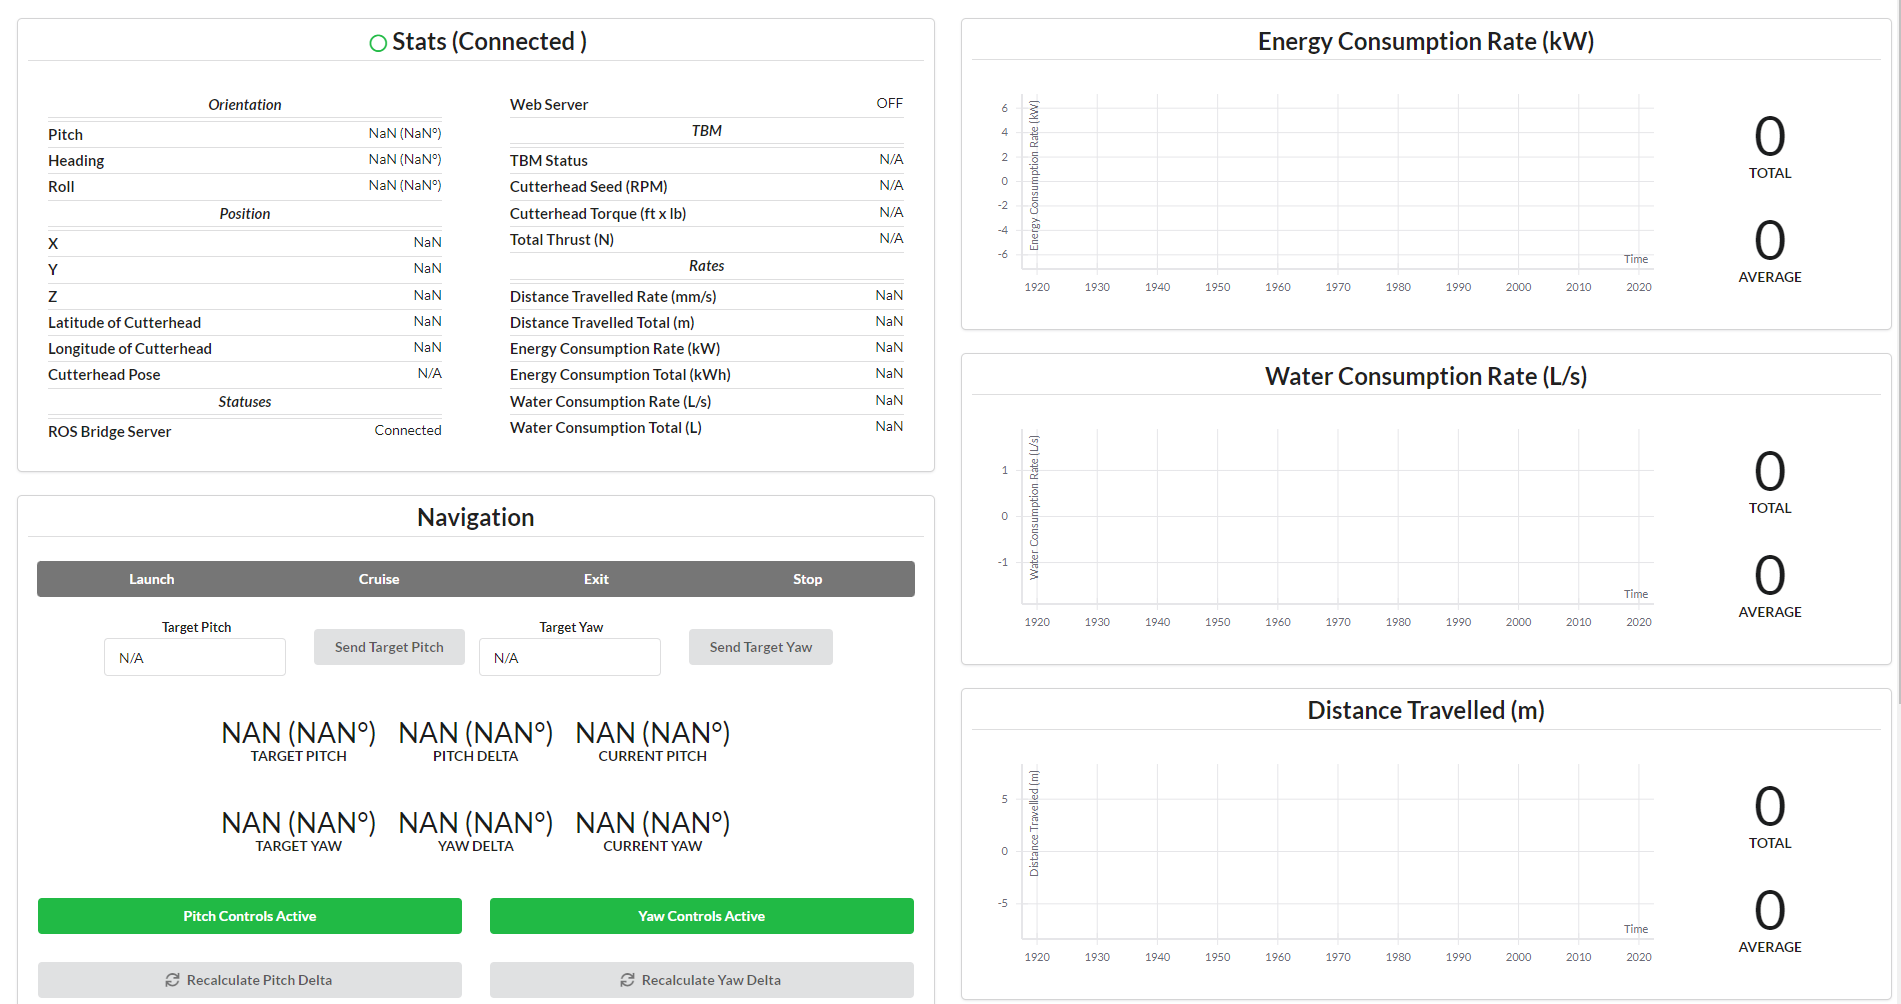 Stats (Connected )
Orientation
Pitch NaN (NaN°)
Heading NaN (NaN°)
Roll NaN (NaN°)
Position
X NaN
Y NaN
Z NaN
Latitude of Cutterhead NaN
Longitude of Cutterhead NaN
Cutterhead Pose N/A
Statuses
ROS Bridge Server Connected
Web Server OFF
TBM
TBM Status N/A
Cutterhead Seed (RPM) N/A
Cutterhead Torque (ft x lb) N/A
Total Thrust (N) N/A
Rates
Distance Travelled Rate (mm/s) NaN
Distance Travelled Total (m) NaN
Energy Consumption Rate (kW) NaN
Energy Consumption Total (kWh) NaN
Water Consumption Rate (L/s) NaN
Water Consumption Total (L) NaN
Navigation
Launch Cruise Exit Stop
Target Pitch
N/A
Send Target Pitch
Target Yaw
N/A
Send Target Yaw
NAN (NAN°) NAN (NAN°) NAN (NAN°)
TARGET PITCH PITCH DELTA CURRENT PITCH
NAN (NAN°) NAN (NAN°) NAN (NAN°)
TARGET YAW YAW DELTA CURRENT YAW
Pitch Controls Active Yaw Controls Active
Recalculate Pitch Delta Recalculate Yaw Delta
Energy Consumption Rate (kW)
Energy Consumption Rate (kW)
6
4
2
0
-2
-4
-6
Time
1920 1930 1940 1950 1960 1970 1980 1990 2000 2010 2020
0
TOTAL
0
AVERAGE
Water Consumption Rate (L/s)
Water Consumption Rate (L/s)
1
0
-1
Time
1920 1930 1940 1950 1960 1970 1980 1990 2000 2010 2020
0
TOTAL
0
AVERAGE
Distance Travelled (m)
Distance Travelled (m)
5
0
-5
Time
1920 1930 1940 1950 1960 1970 1980 1990 2000 2010 2020
0
TOTAL
0
AVERAGE